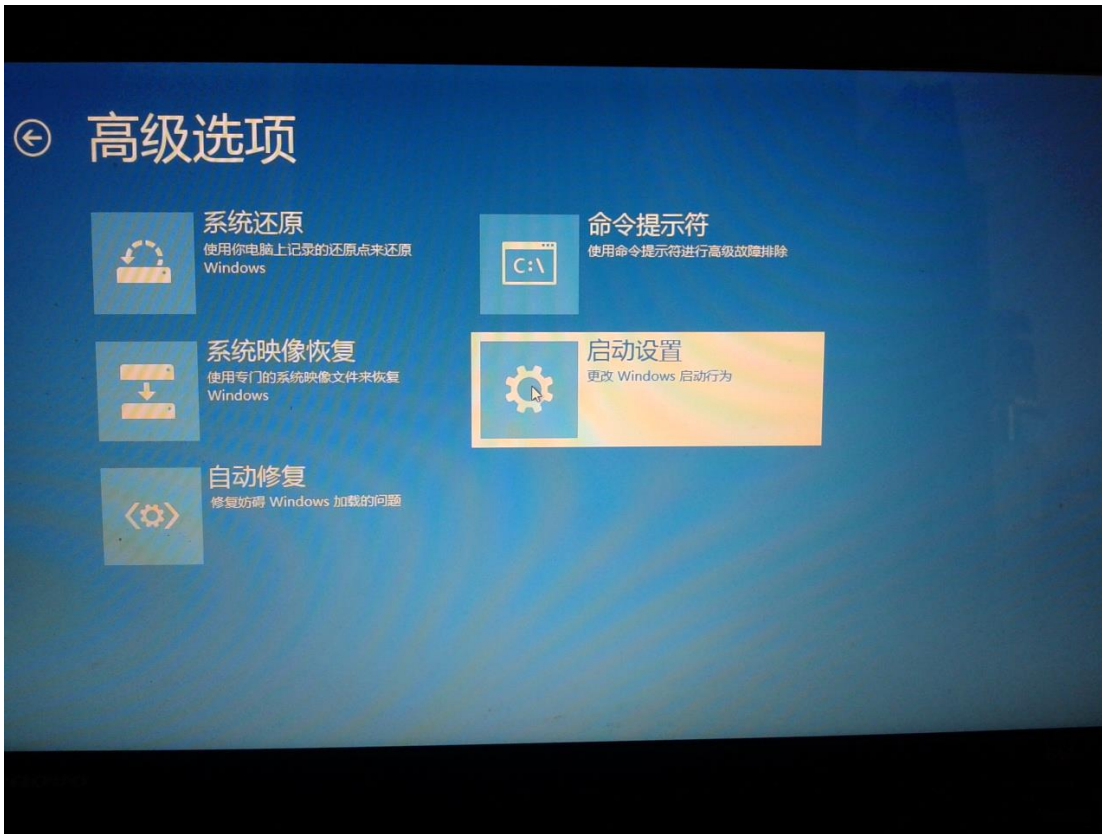 高级选项
系统还原
使用你电脑上记录的还原点来还原
Windows
系统映像恢复
使用专门的系统映像文件来恢复
Windows
自动修复
修复妨碍 Windows 加载的问题
命令提示符
使用命令提示符进行高级故障排除
C:\
启动设置
更改 Windows 启动行为